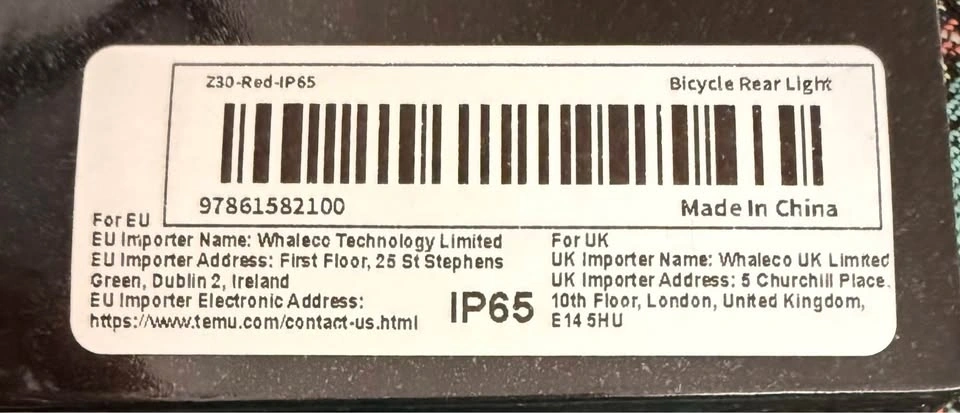 Z30-Red-IP65
Bicycle Rear Light
97861582100
Made In China
For EU
EU Importer Name: Whaleco Technology Limited
EU Importer Address: First Floor, 25 St Stephens
Green, Dublin 2, Ireland
EU Importer Electronic Address:
https://www.temu.com/contact-us.html
IP65
For UK
UK Importer Name: Whaleco UK Limited
UK Importer Address: 5 Churchill Place.
10th Floor, London, United Kingdom,
E14 5HU